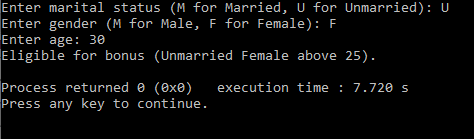 Enter marital status (M for Married, U for Unmarried): U
Enter gender (M for Male, F for Female): F
Enter age: 30
Eligible for bonus (Unmarried Female above 25).
Process returned 0 (0x0)   execution time : 7.720 s
Press any key to continue.